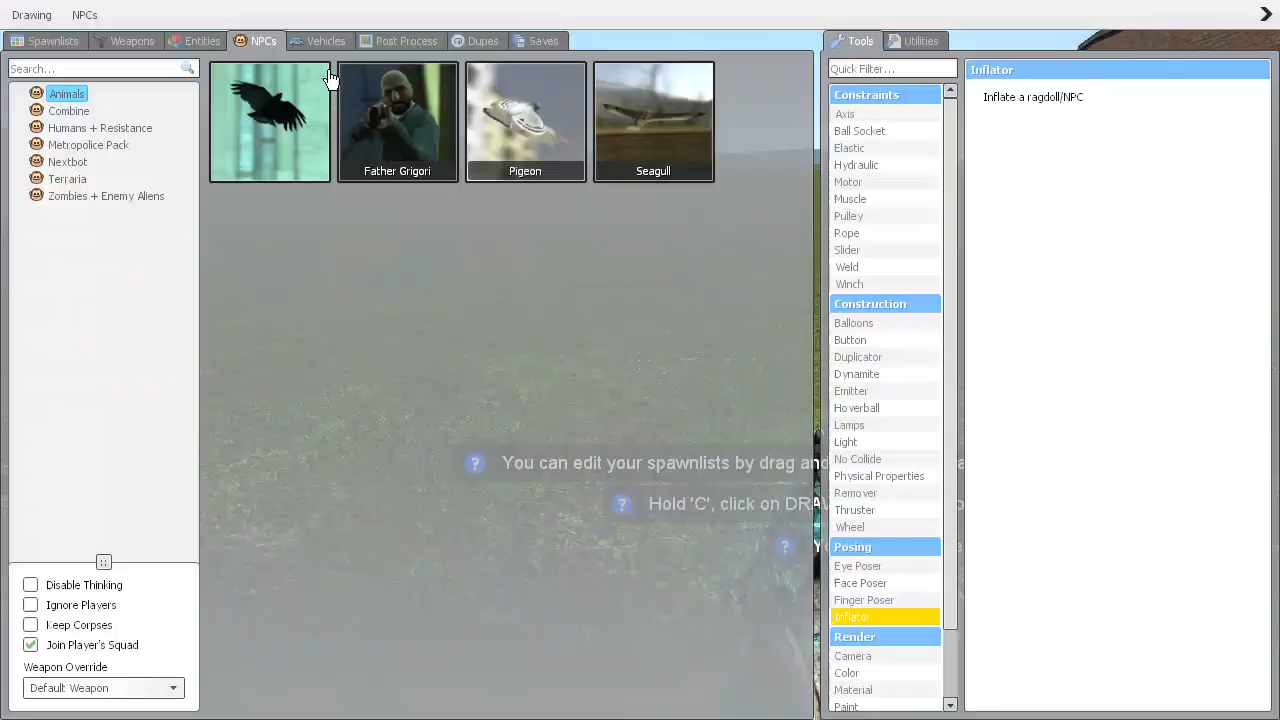 Drawing NPCs
Spawnlists Weapons Entities NPCs Vehicles Post Process Dupes Saves
Search...
Animals
Combine
Humans + Resistance
Metropolice Pack
Nextbot
Terraria
Zombies + Enemy Aliens
Father Grigori
Pigeon
Seagull
You can edit your spawnlists by drag and
Hold 'C', click on DRA
Disable Thinking
Ignore Players
Keep Corpses
Join Player's Squad
Weapon Override
Default Weapon
Tools Utilities
Quick Filter...
Constraints
Axis
Ball Socket
Elastic
Hydraulic
Motor
Muscle
Pulley
Rope
Slider
Weld
Winch
Construction
Balloons
Button
Duplicator
Dynamite
Emitter
Hoverball
Lamps
Light
No Collide
Physical Properties
Remover
Thruster
Wheel
Posing
Eye Poser
Face Poser
Finger Poser
Inflator
Render
Camera
Color
Material
Paint
Inflator
Inflate a ragdoll/NPC